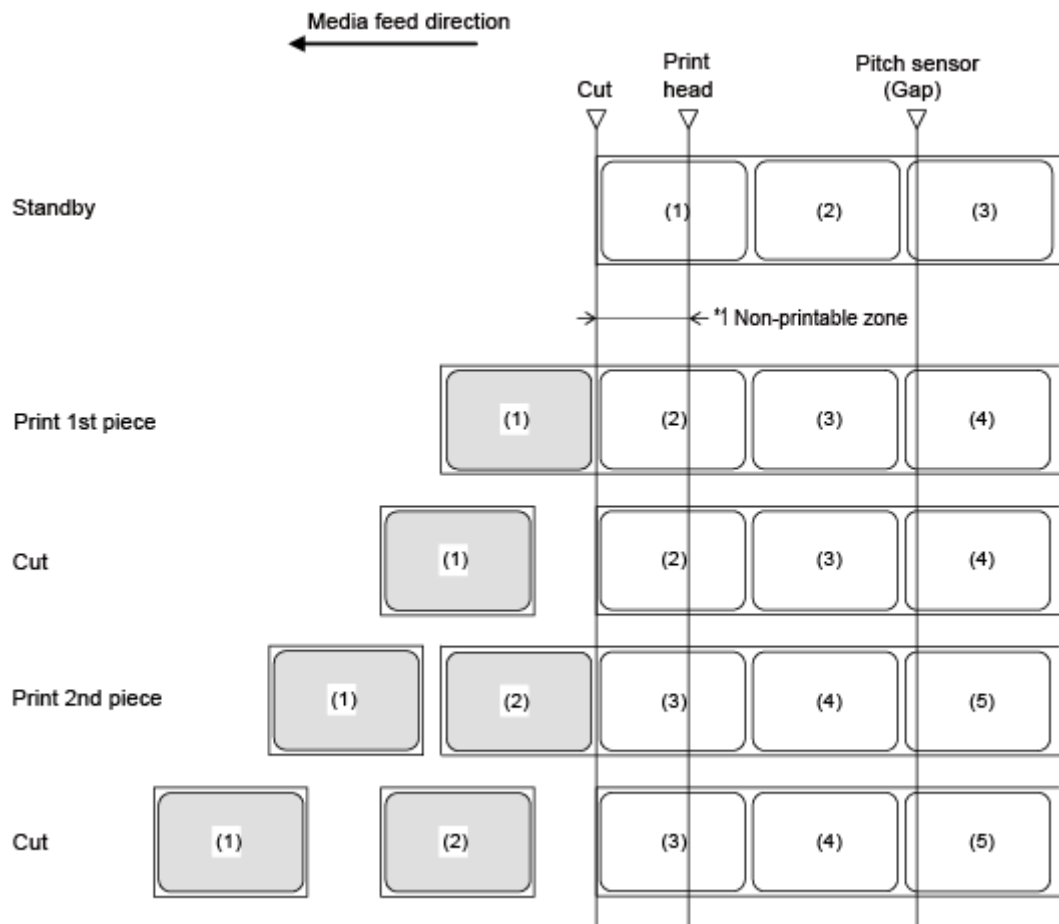 Media feed direction
Cut
Print
head
Pitch sensor
(Gap)
Standby
(1)
(2)
(3)
*1 Non-printable zone
Print 1st piece
(1)
(2)
(3)
(4)
Cut
(1)
(2)
(3)
(4)
Print 2nd piece
(1)
(2)
(3)
(4)
(5)
Cut
(1)
(2)
(3)
(4)
(5)